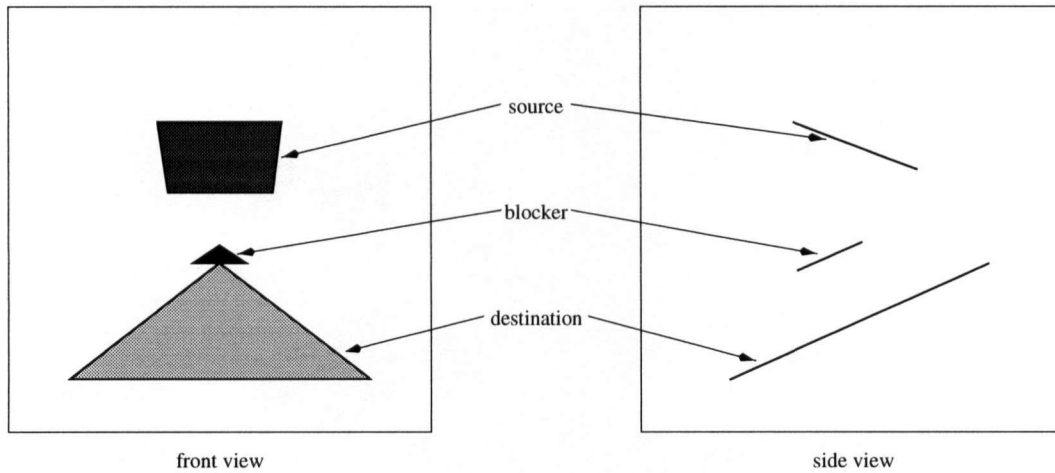 source
blocker
destination
front view
side view